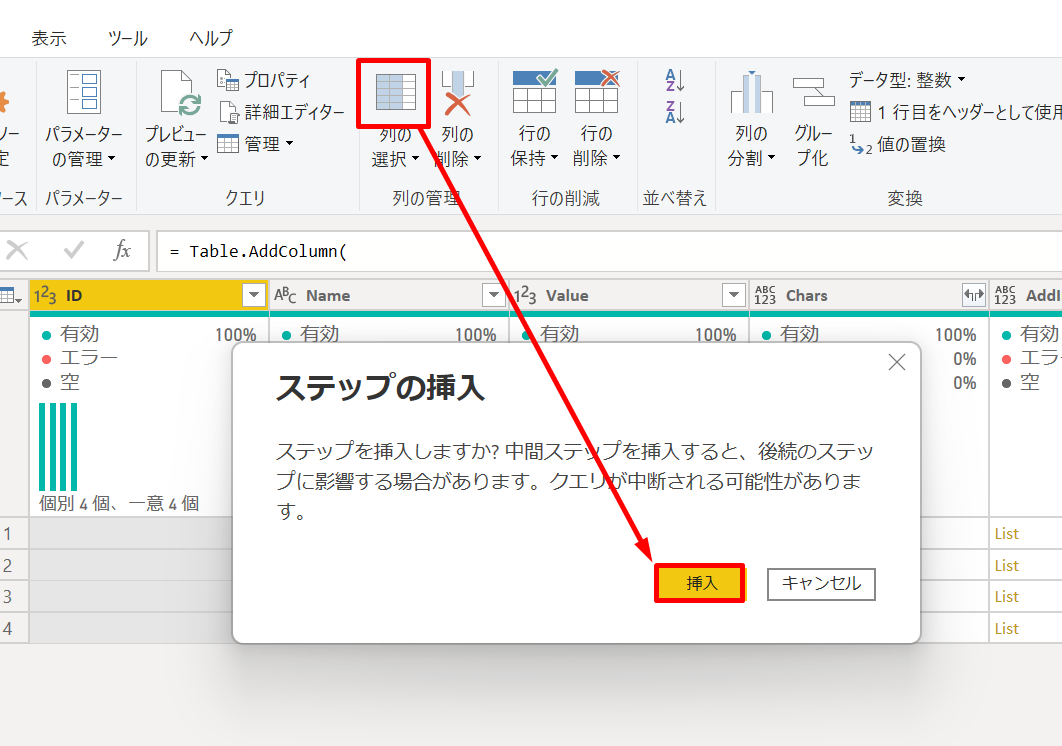 表示 ツール ヘルプ
パラメーター
の管理
プレビュー
の更新
プロパティ
詳細エディター
管理
列の
選択
列の
削除
行の
保持
行の
削除
A
Z
Z
A
列の
分割
グルー
プ化
データ型: 整数
1 行目をヘッダーとして使用
1 2 値の置換
ース パラメーター クエリ 列の管理 行の削減 並べ替え 変換
fx = Table.AddColumn(
123 ID ABC Name 123 Value ABC 123 Chars ABC 123 AddI
有効 100% 有効 100% 有効 100% 有効 100% 有効
エラー 0% エラー
空 0% 空
個別 4 個、一意 4 個
ステップの挿入
ステップを挿入しますか? 中間ステップを挿入すると、後続のステッ
プに影響する場合があります。クエリが中断される可能性がありま
す。
挿入 キャンセル
1 List
2 List
3 List
4 List